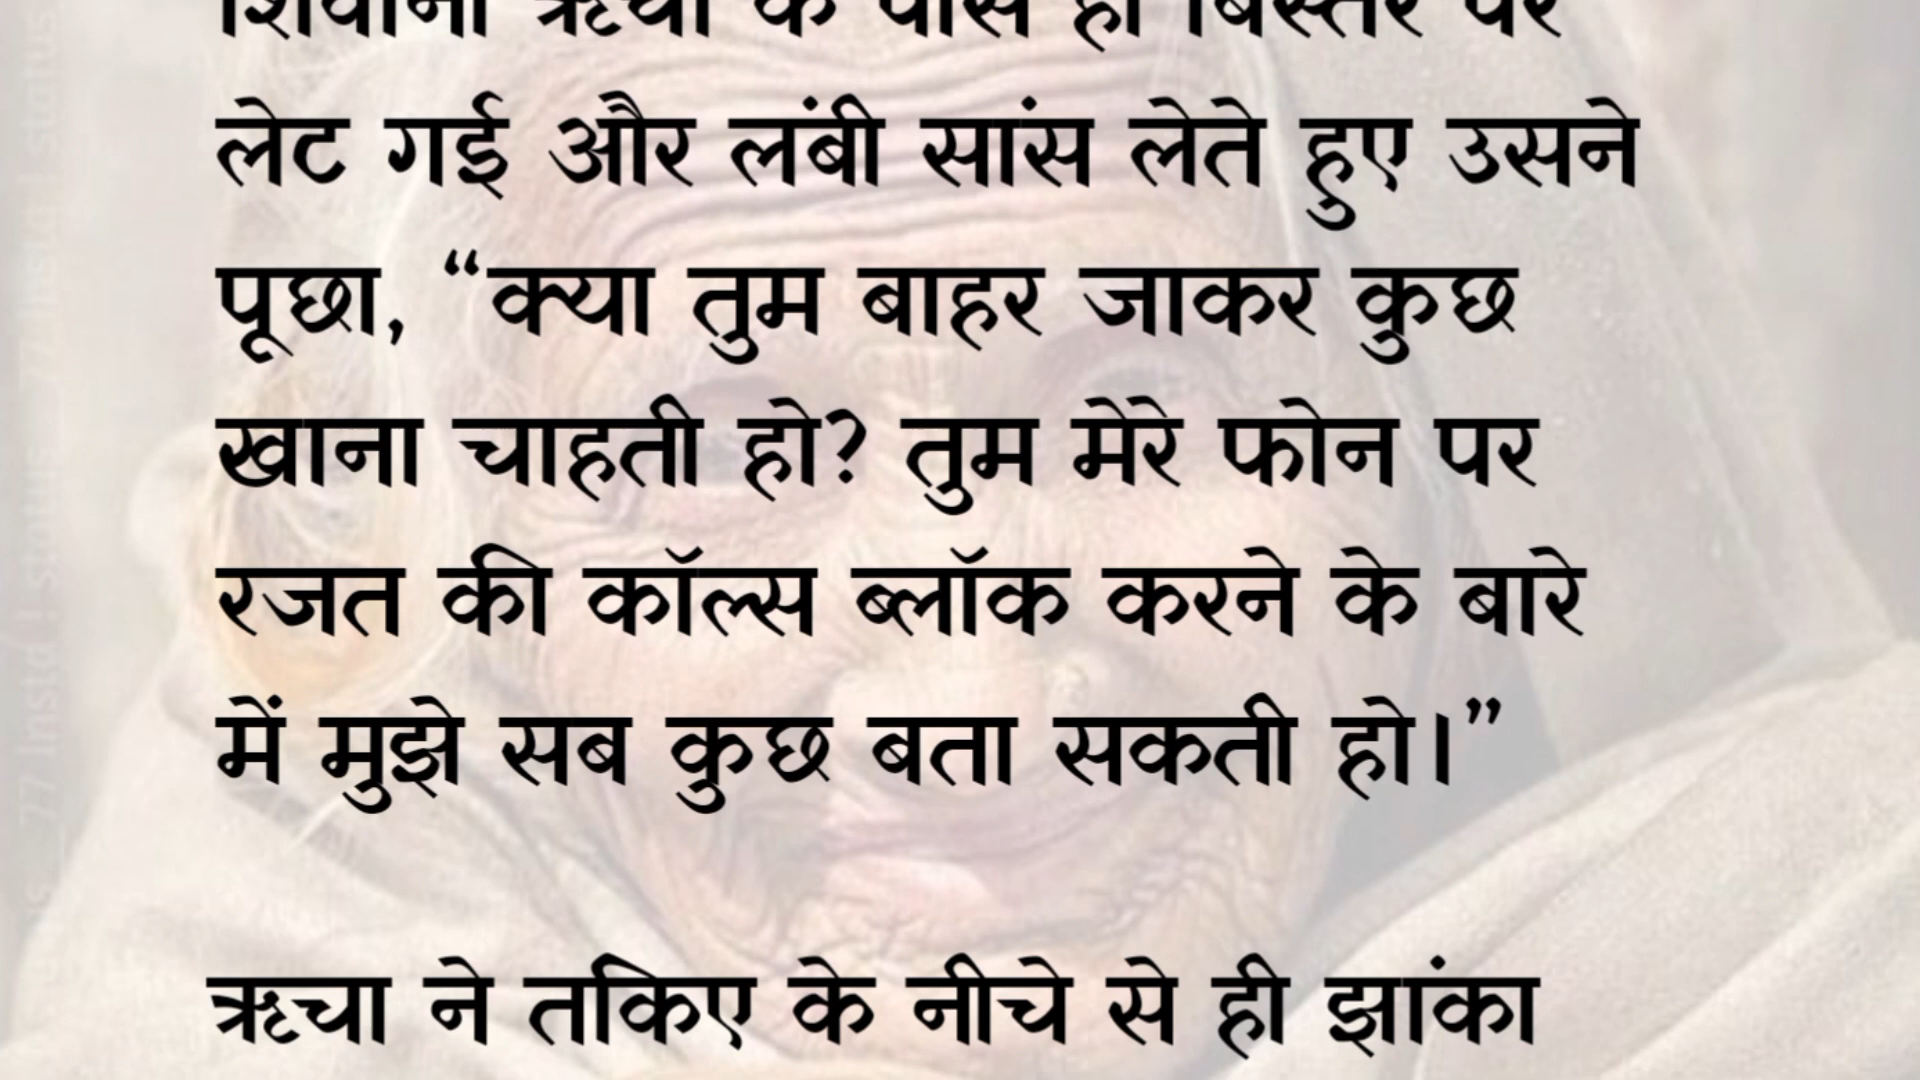 शिवानी ऋचा के पास ही बिस्तर पर
लेट गई और लंबी सांस लेते हुए उसने
पूछा, “क्या तुम बाहर जाकर कुछ
खाना चाहती हो? तुम मेरे फोन पर
रजत की कॉल्स ब्लॉक करने के बारे
में मुझे सब कुछ बता सकती हो।”
ऋचा ने तकिए के नीचे से ही झांका